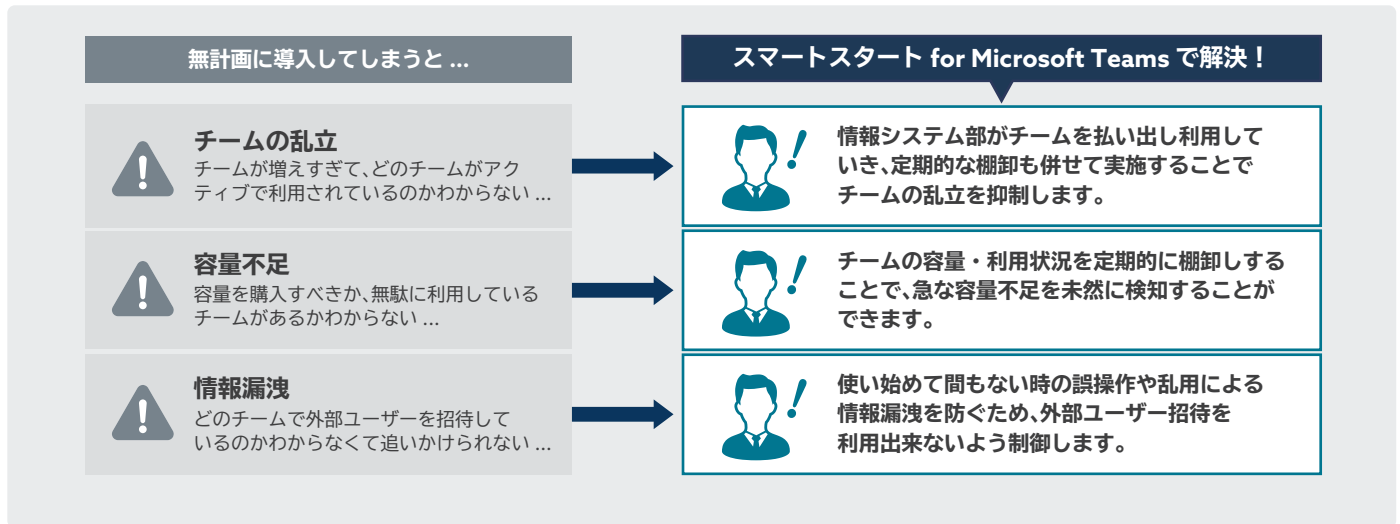 無計画に導入してしまうと ...
スマートスタート for Microsoft Teams で解決！
チームの乱立
チームが増えすぎて、どのチームがアク
ティブで利用されているのかわからない ...
情報システム部がチームを払い出し利用して
いき、定期的な棚卸も併せて実施することで
チームの乱立を抑制します。
容量不足
容量を購入すべきか、無駄に利用している
チームがあるかわからない ...
チームの容量・利用状況を定期的に棚卸しする
ことで、急な容量不足を未然に検知することが
できます。
情報漏洩
どのチームで外部ユーザーを招待して
いるのかわからなくて追いかけられない ...
使い始めて間もない時の誤操作や乱用による
情報漏洩を防ぐため、外部ユーザー招待を
利用出来ないよう制御します。